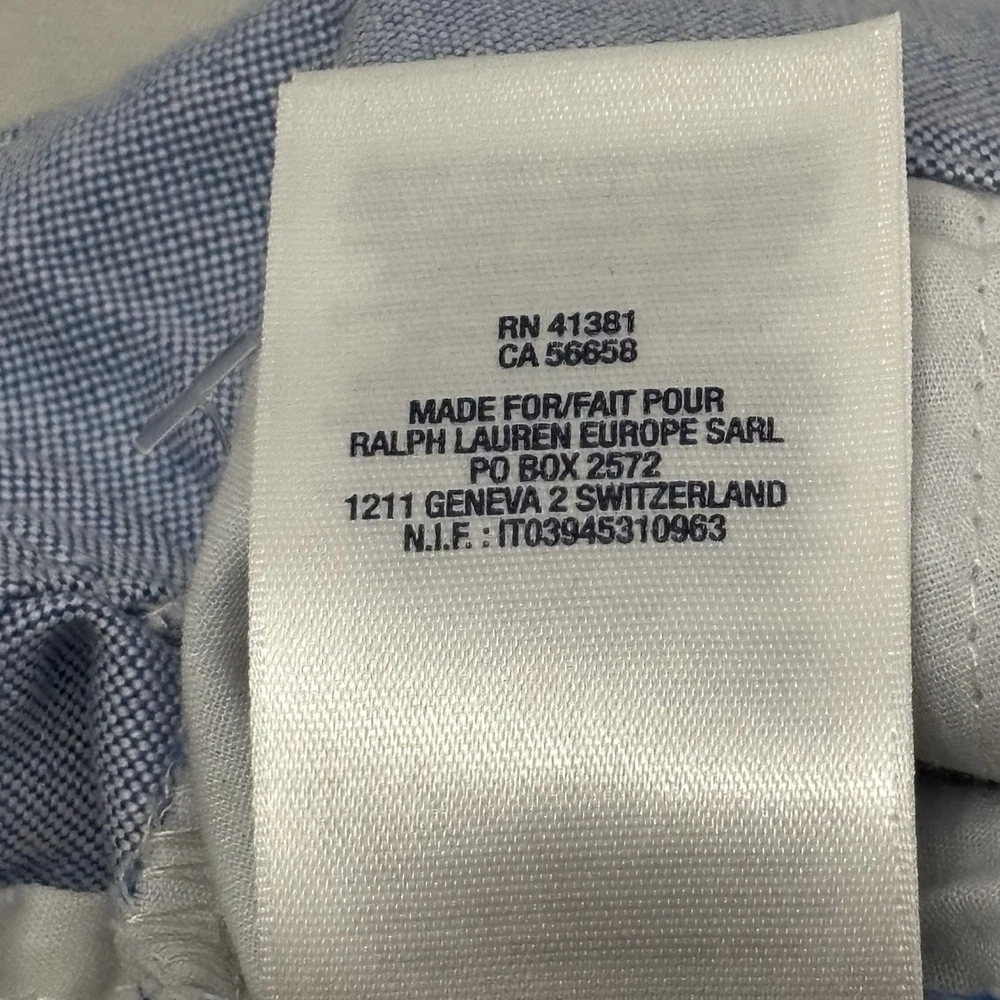 RN 41381
CA 56658
MADE FOR/FAIT POUR
RALPH LAUREN EUROPE SARL
PO BOX 2572
1211 GENEVA 2 SWITZERLAND
N.I.F. : IT03945310963